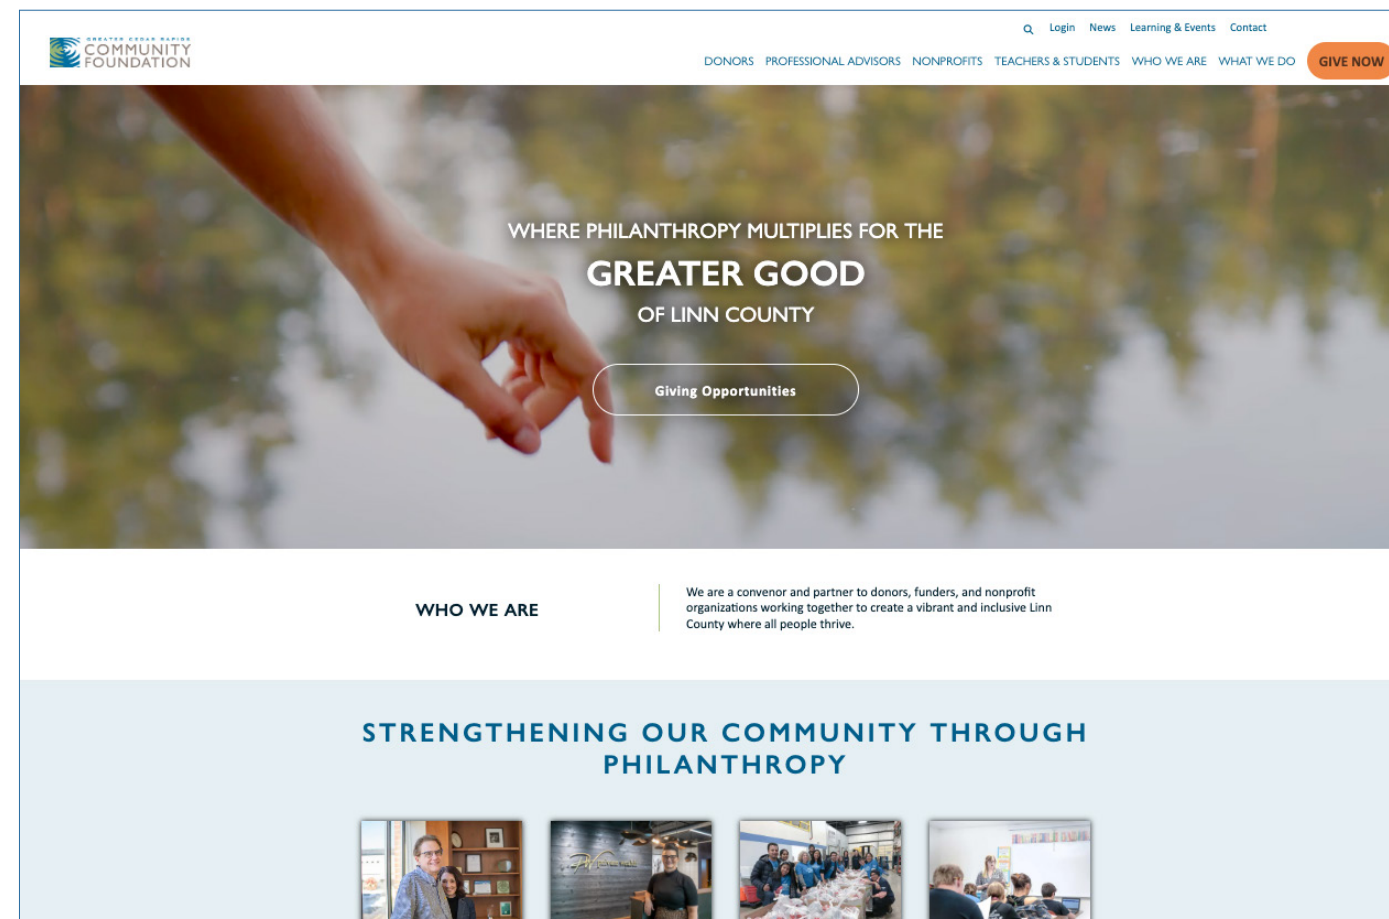 GREATER CEDAR RAPIDS
COMMUNITY
FOUNDATION
Login News Learning & Events Contact
DONORS PROFESSIONAL ADVISORS NONPROFITS TEACHERS & STUDENTS WHO WE ARE WHAT WE DO GIVE NOW
WHERE PHILANTHROPY MULTIPLIES FOR THE
GREATER GOOD
OF LINN COUNTY
Giving Opportunities
WHO WE ARE
We are a convenor and partner to donors, funders, and nonprofit
organizations working together to create a vibrant and inclusive Linn
County where all people thrive.
STRENGTHENING OUR COMMUNITY THROUGH
PHILANTHROPY